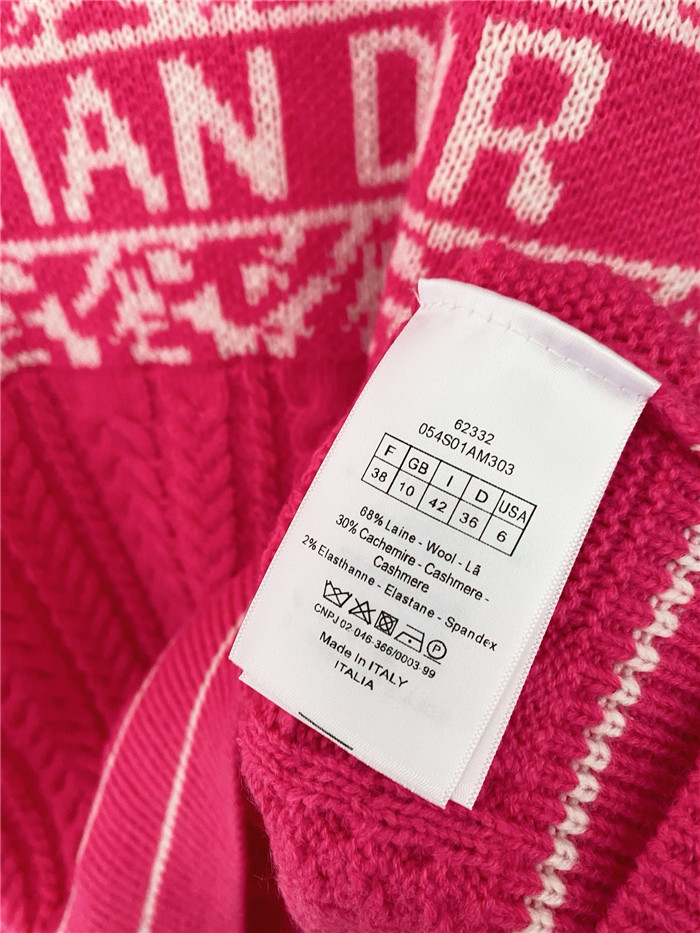 IAN D R
62332
054S01AM303
F GB I D USA
38 10 42 36 6
68% Laine - Wool - Lã
30% Cachemire - Cashmere -
Cashmere
2% Elasthanne - Elastane - Spandex
CNPJ 02-046-366/0003-99
Made In ITALY
ITALIA